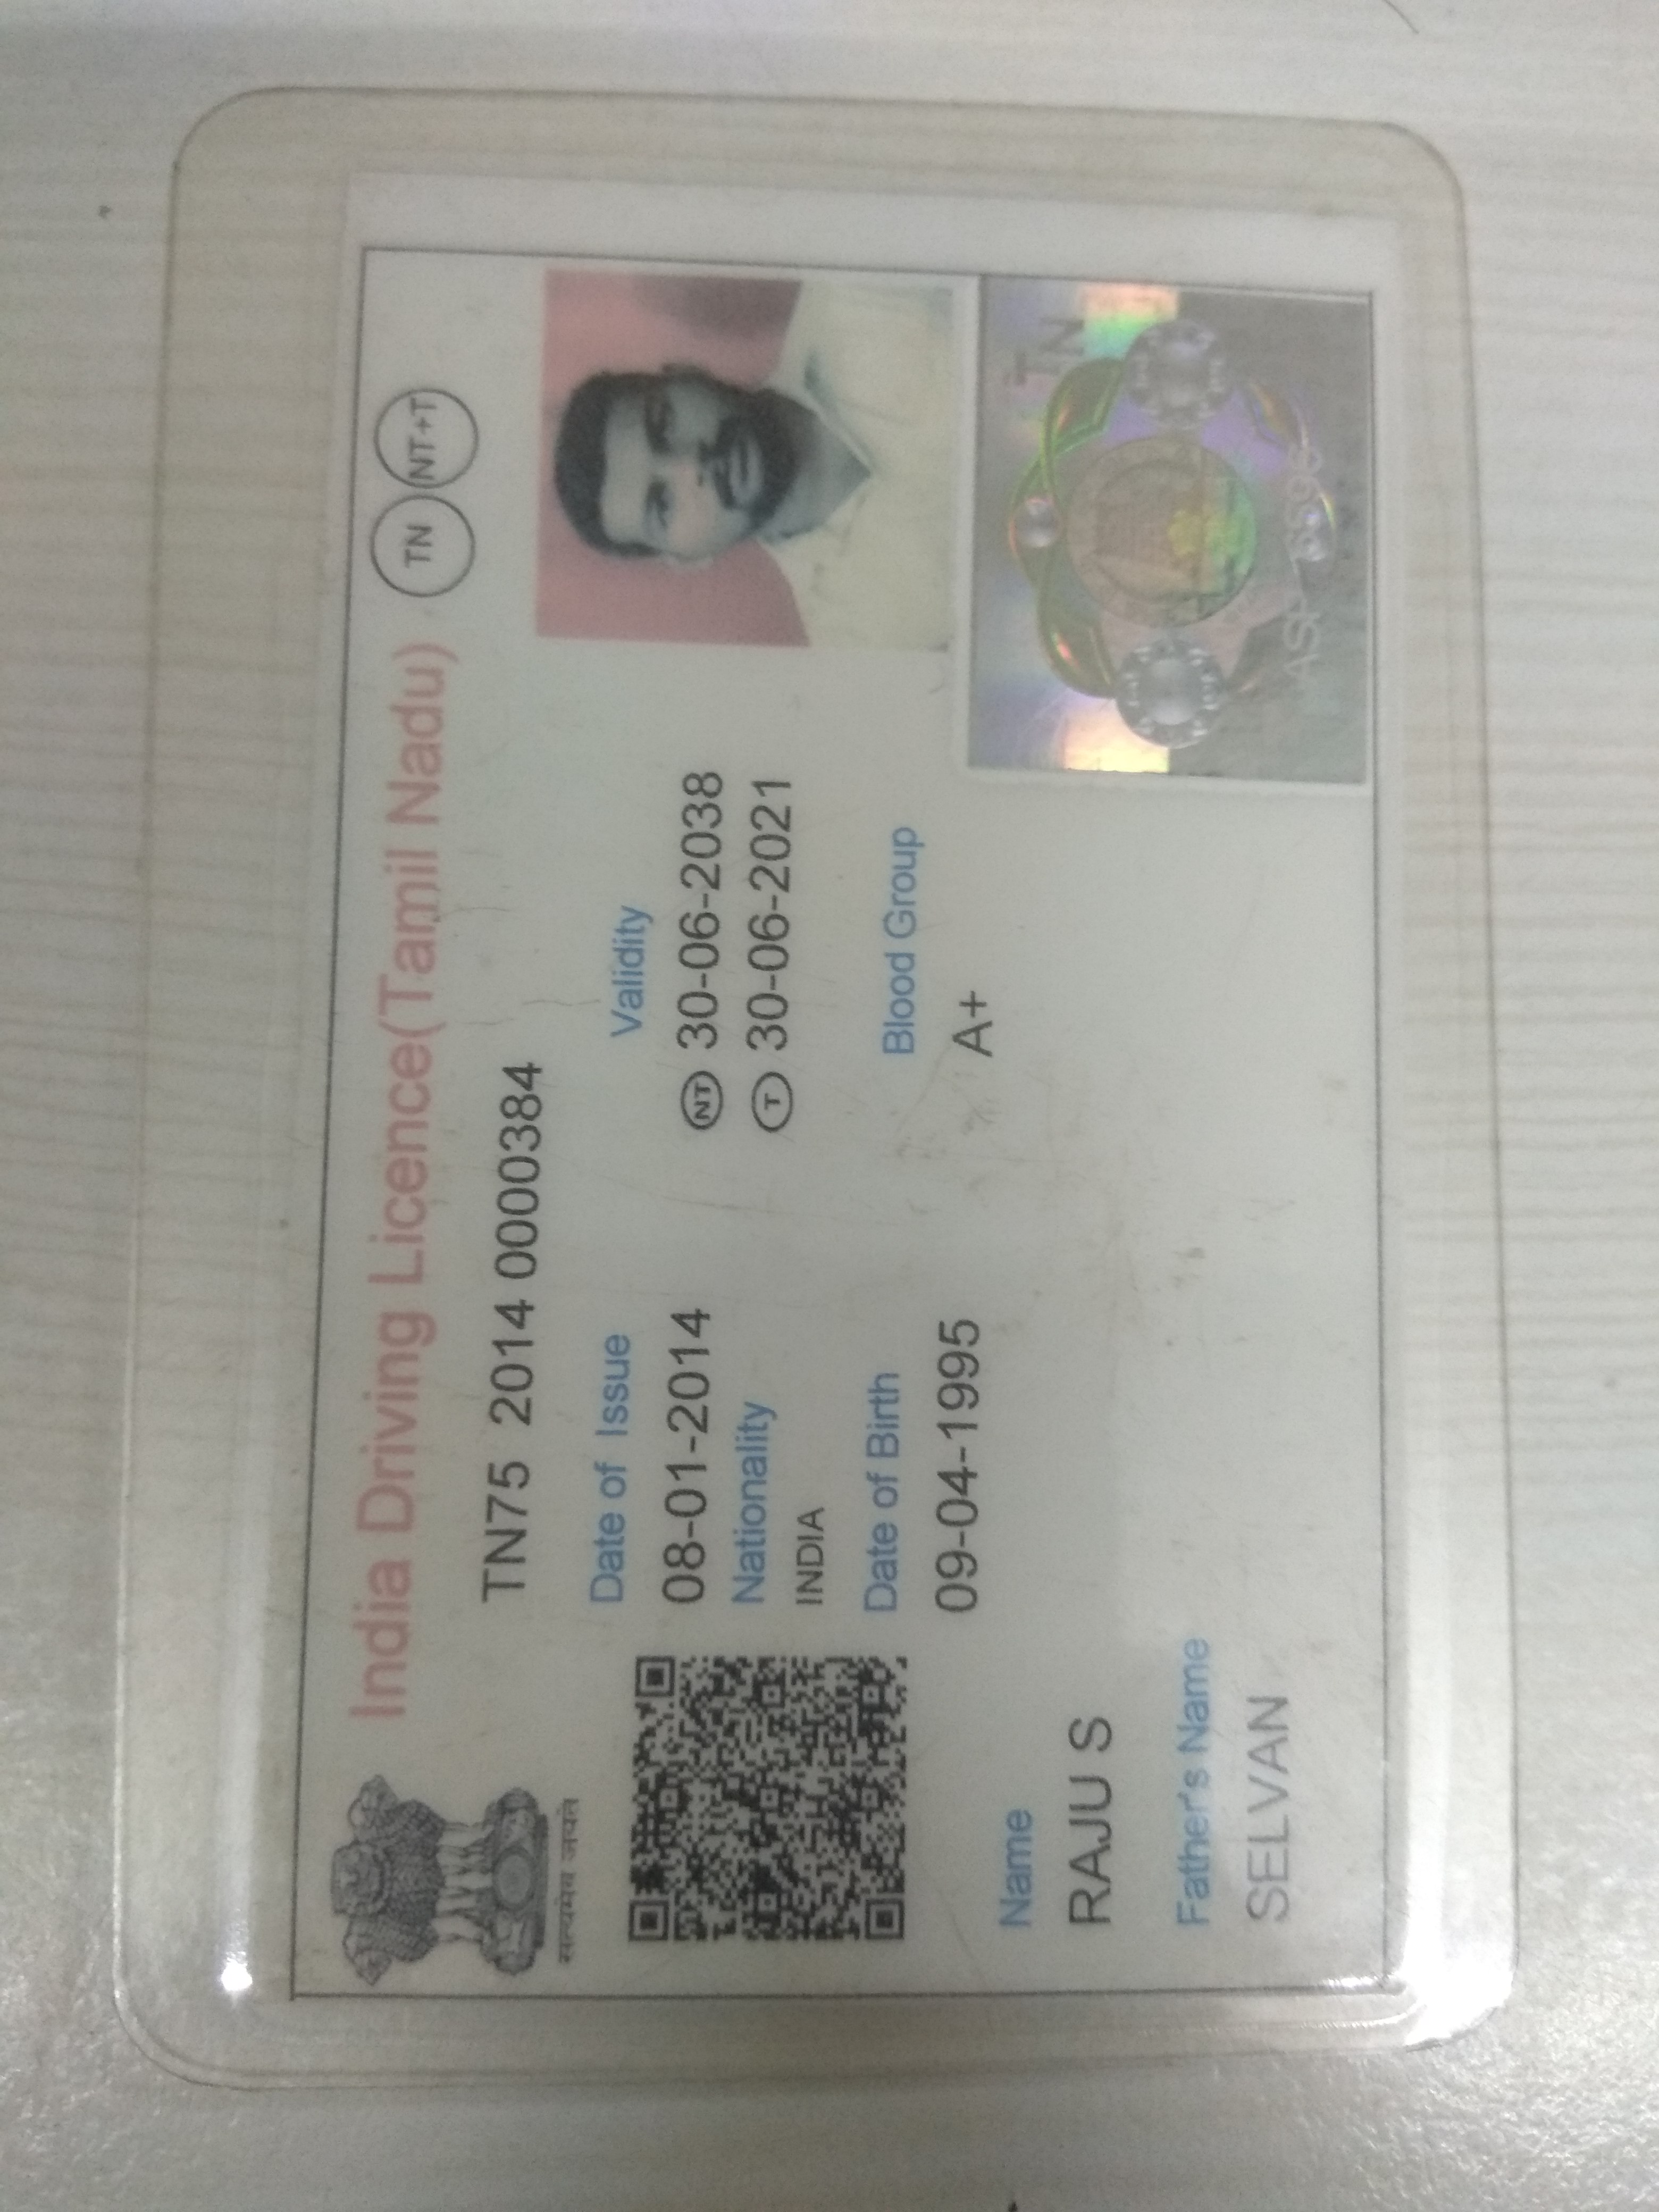 India Driving Licence(Tamil Nadu) TN NT+T
सत्यमेव जयते
TN75 2014 0000384
Date of Issue Validity
08-01-2014 NT 30-06-2038
Nationality T 30-06-2021
INDIA
Date of Birth Blood Group
09-04-1995 A+
Name
RAJU S
Father's Name
SELVAN
TN